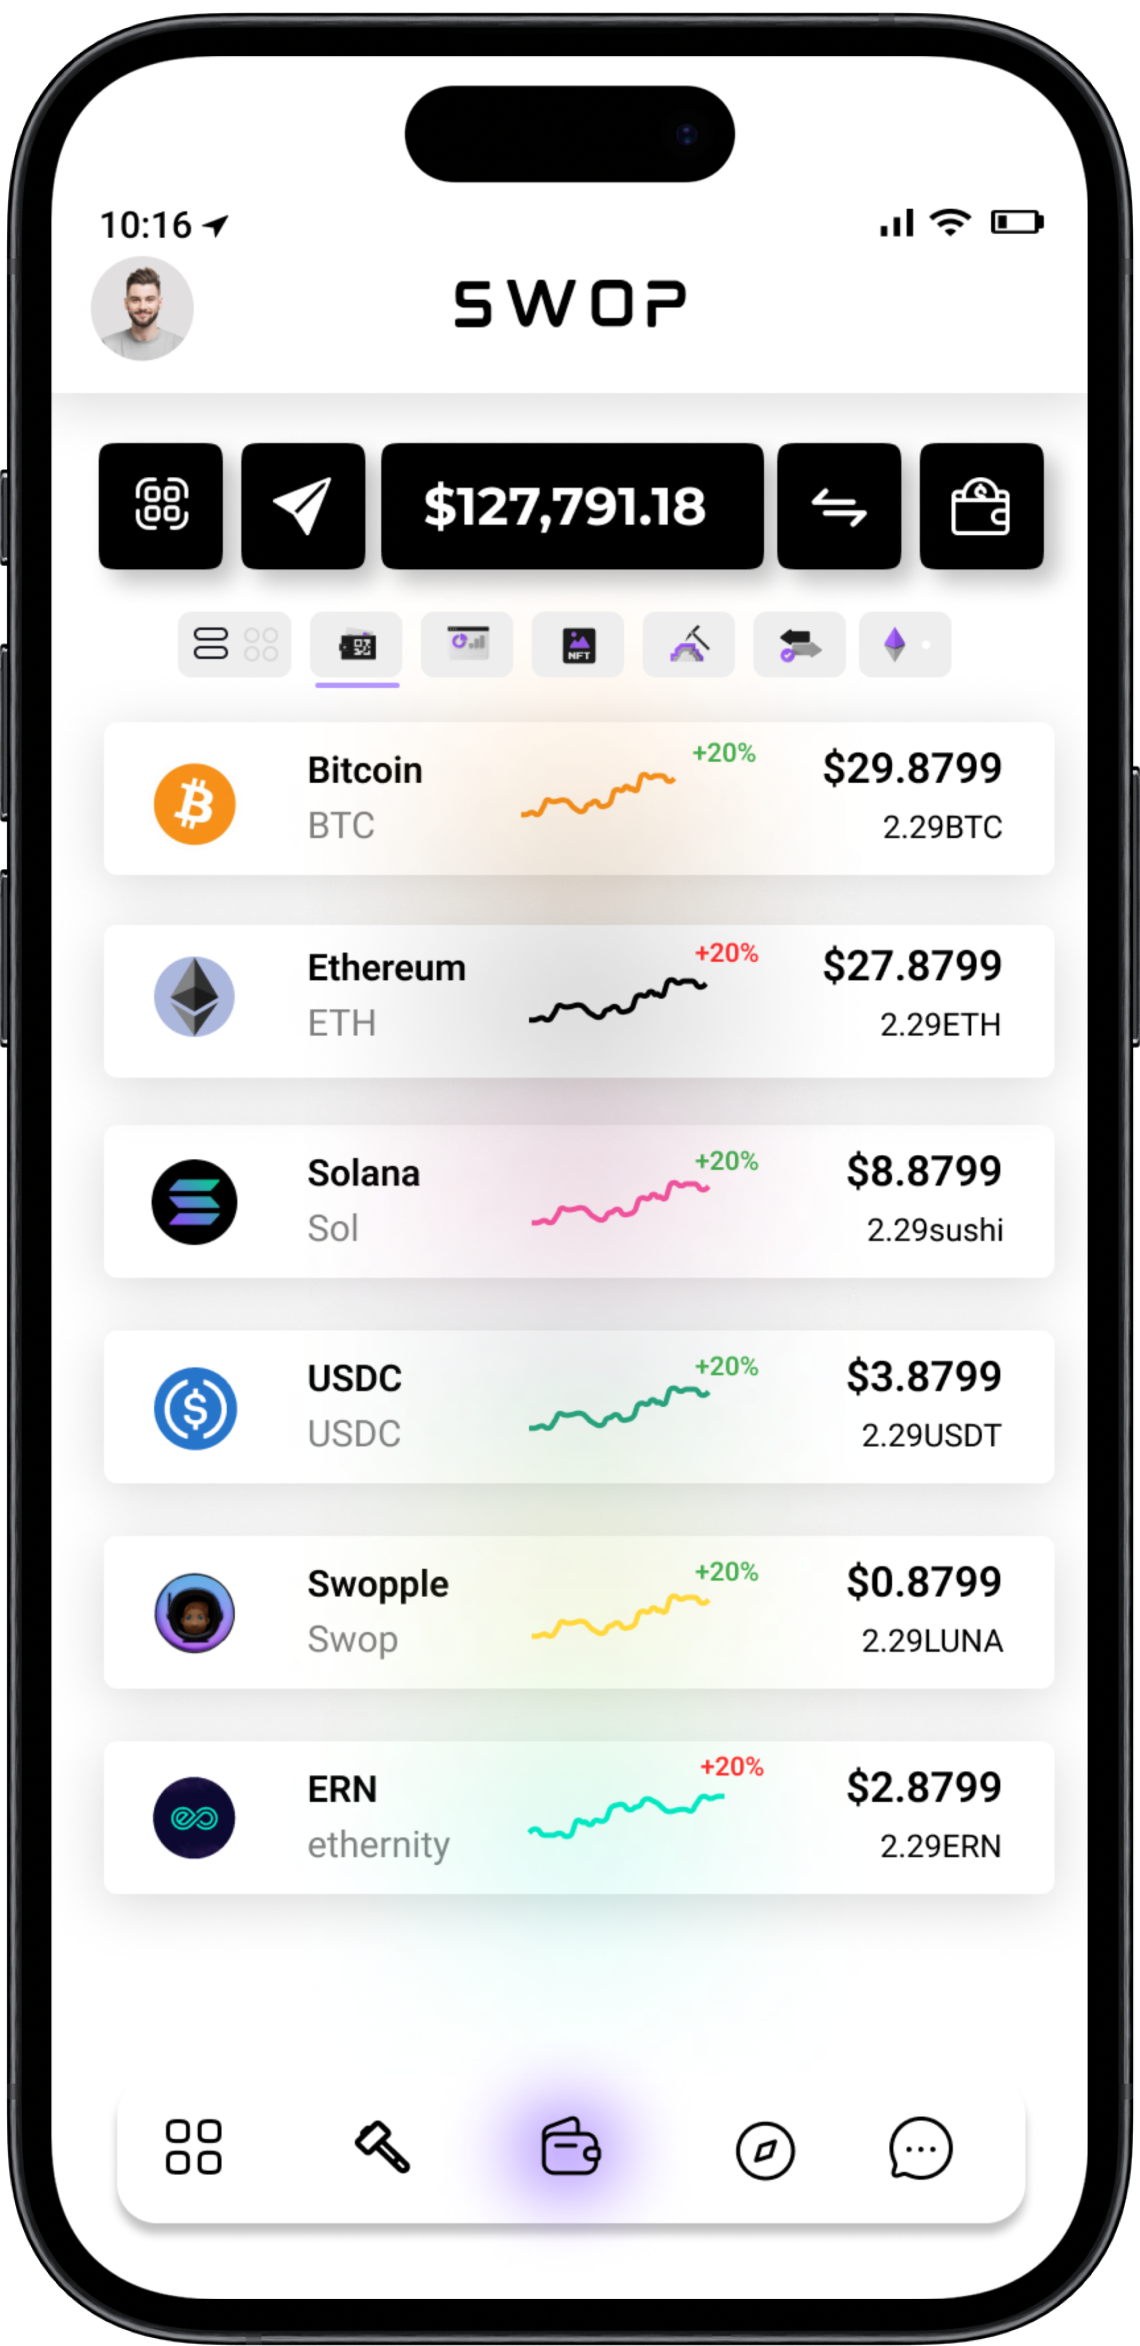 10:16
SWOP
$127,791.18
NFT
Bitcoin
+20%
$29.8799
BTC
2.29BTC
Ethereum
+20%
$27.8799
ETH
2.29ETH
Solana
+20%
$8.8799
Sol
2.29sushi
USDC
+20%
$3.8799
USDC
2.29USDT
Swopple
+20%
$0.8799
Swop
2.29LUNA
ERN
+20%
$2.8799
ethernity
2.29ERN